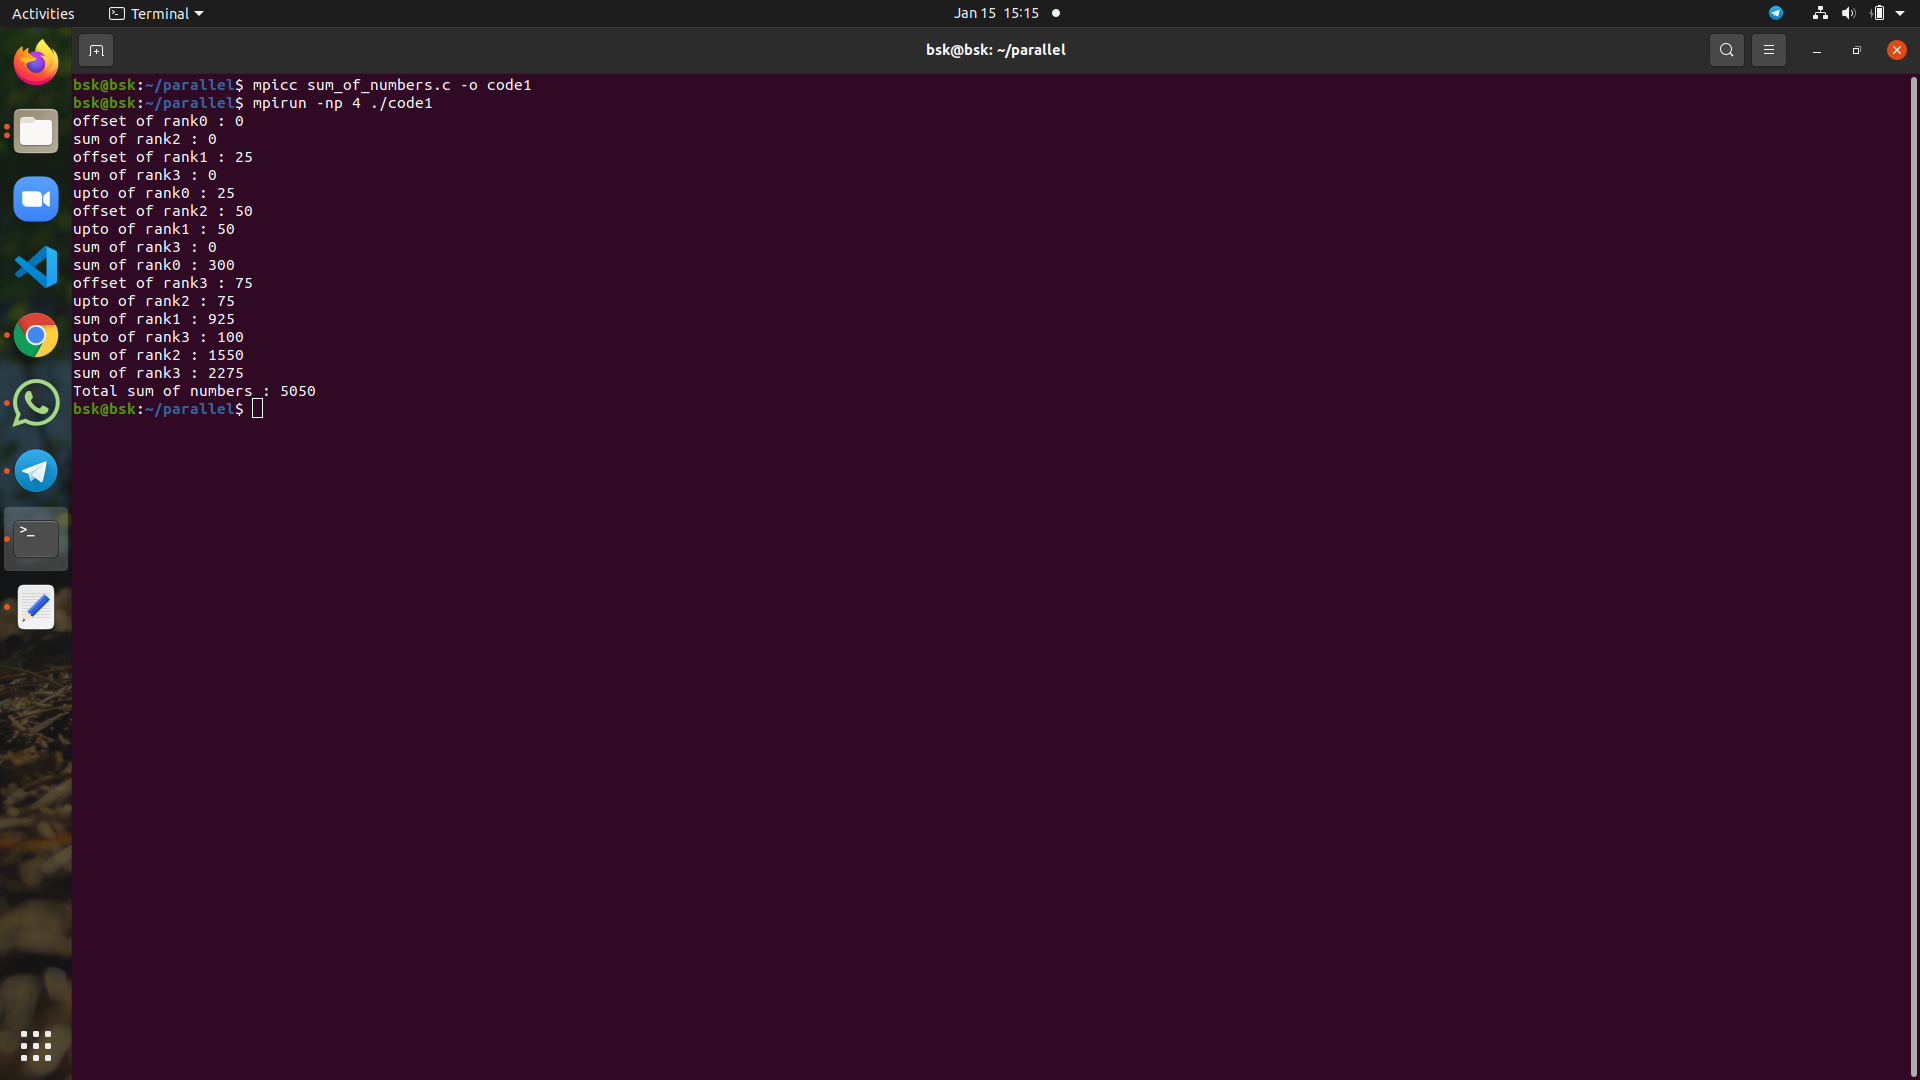 Activities Terminal Jan 15 15:15
bsk@bsk: ~/parallel
bsk@bsk:~/parallel$ mpicc sum_of_numbers.c -o code1
bsk@bsk:~/parallel$ mpirun -np 4 ./code1
offset of rank0 : 0
sum of rank2 : 0
offset of rank1 : 25
sum of rank3 : 0
upto of rank0 : 25
offset of rank2 : 50
upto of rank1 : 50
sum of rank3 : 0
sum of rank0 : 300
offset of rank3 : 75
upto of rank2 : 75
sum of rank1 : 925
upto of rank3 : 100
sum of rank2 : 1550
sum of rank3 : 2275
Total sum of numbers : 5050
bsk@bsk:~/parallel$